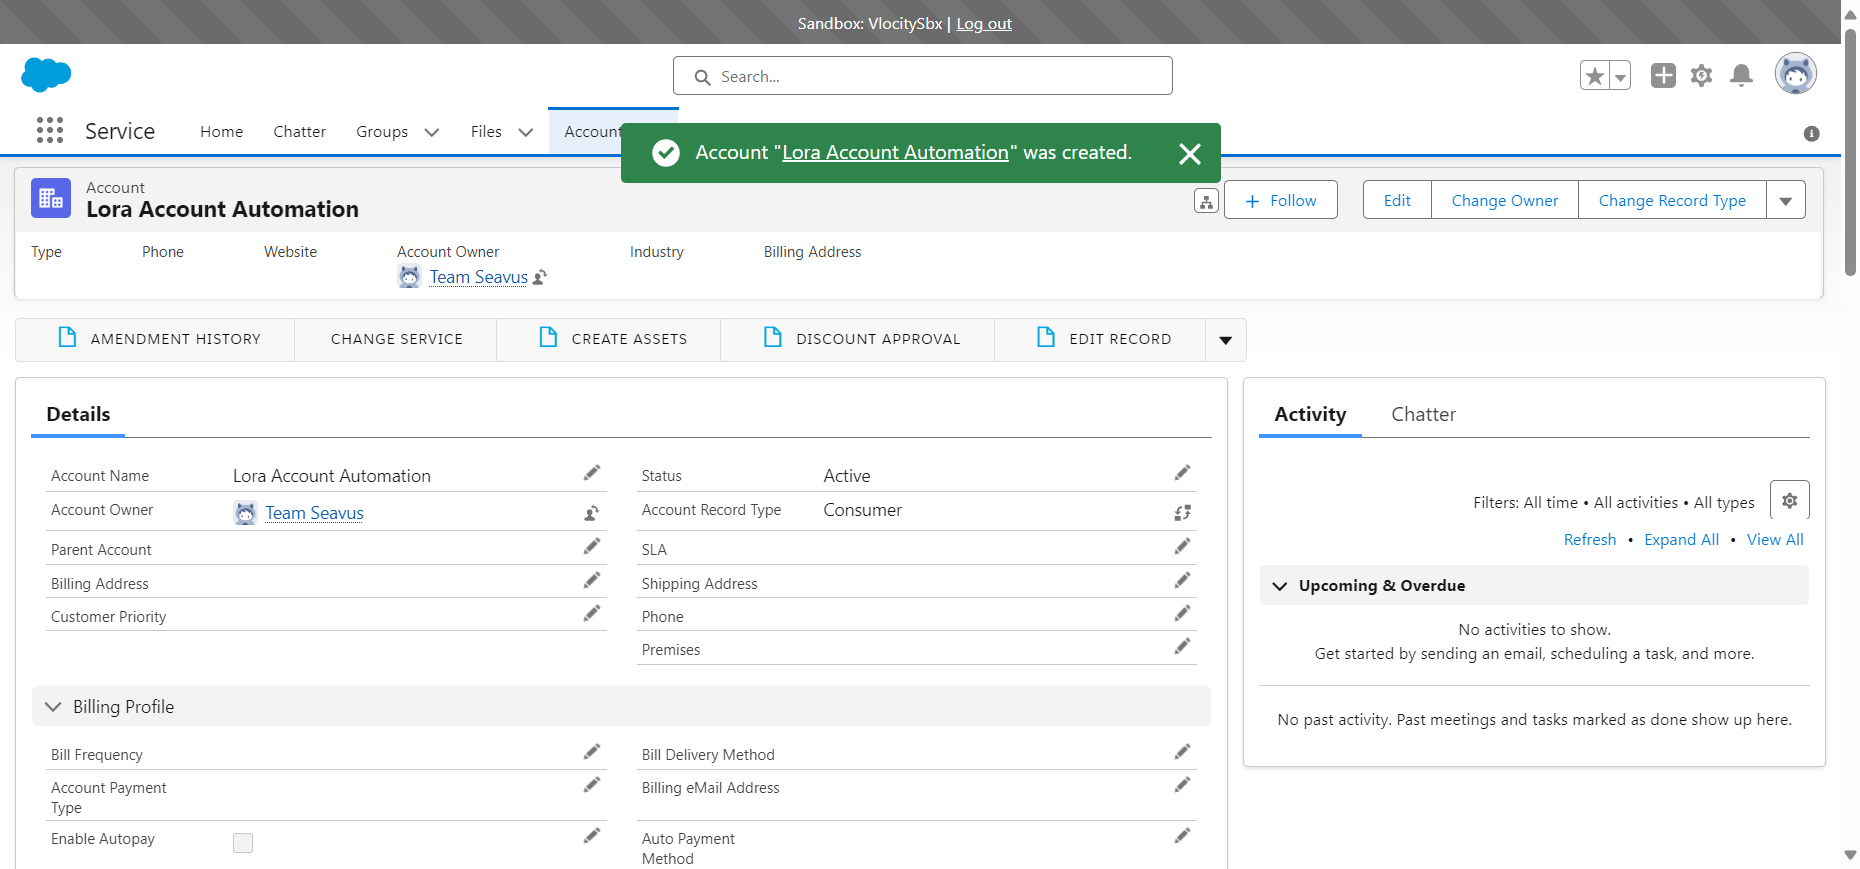 Sandbox: VlocitySbx | Log out
Search...
Service
Home
Chatter
Groups
Files
Account
Account "Lora Account Automation" was created.
Account
Lora Account Automation
Follow
Edit
Change Owner
Change Record Type
Type
Phone
Website
Account Owner
Industry
Billing Address
Team Seavus
AMENDMENT HISTORY
CHANGE SERVICE
CREATE ASSETS
DISCOUNT APPROVAL
EDIT RECORD
Details
Account Name
Lora Account Automation
Status
Active
Account Owner
Team Seavus
Account Record Type
Consumer
Parent Account
SLA
Billing Address
Shipping Address
Customer Priority
Phone
Premises
Billing Profile
Bill Frequency
Bill Delivery Method
Account Payment
Type
Billing eMail Address
Enable Autopay
Auto Payment
Method
Activity
Chatter
Filters: All time • All activities • All types
Refresh • Expand All • View All
Upcoming & Overdue
No activities to show.
Get started by sending an email, scheduling a task, and more.
No past activity. Past meetings and tasks marked as done show up here.